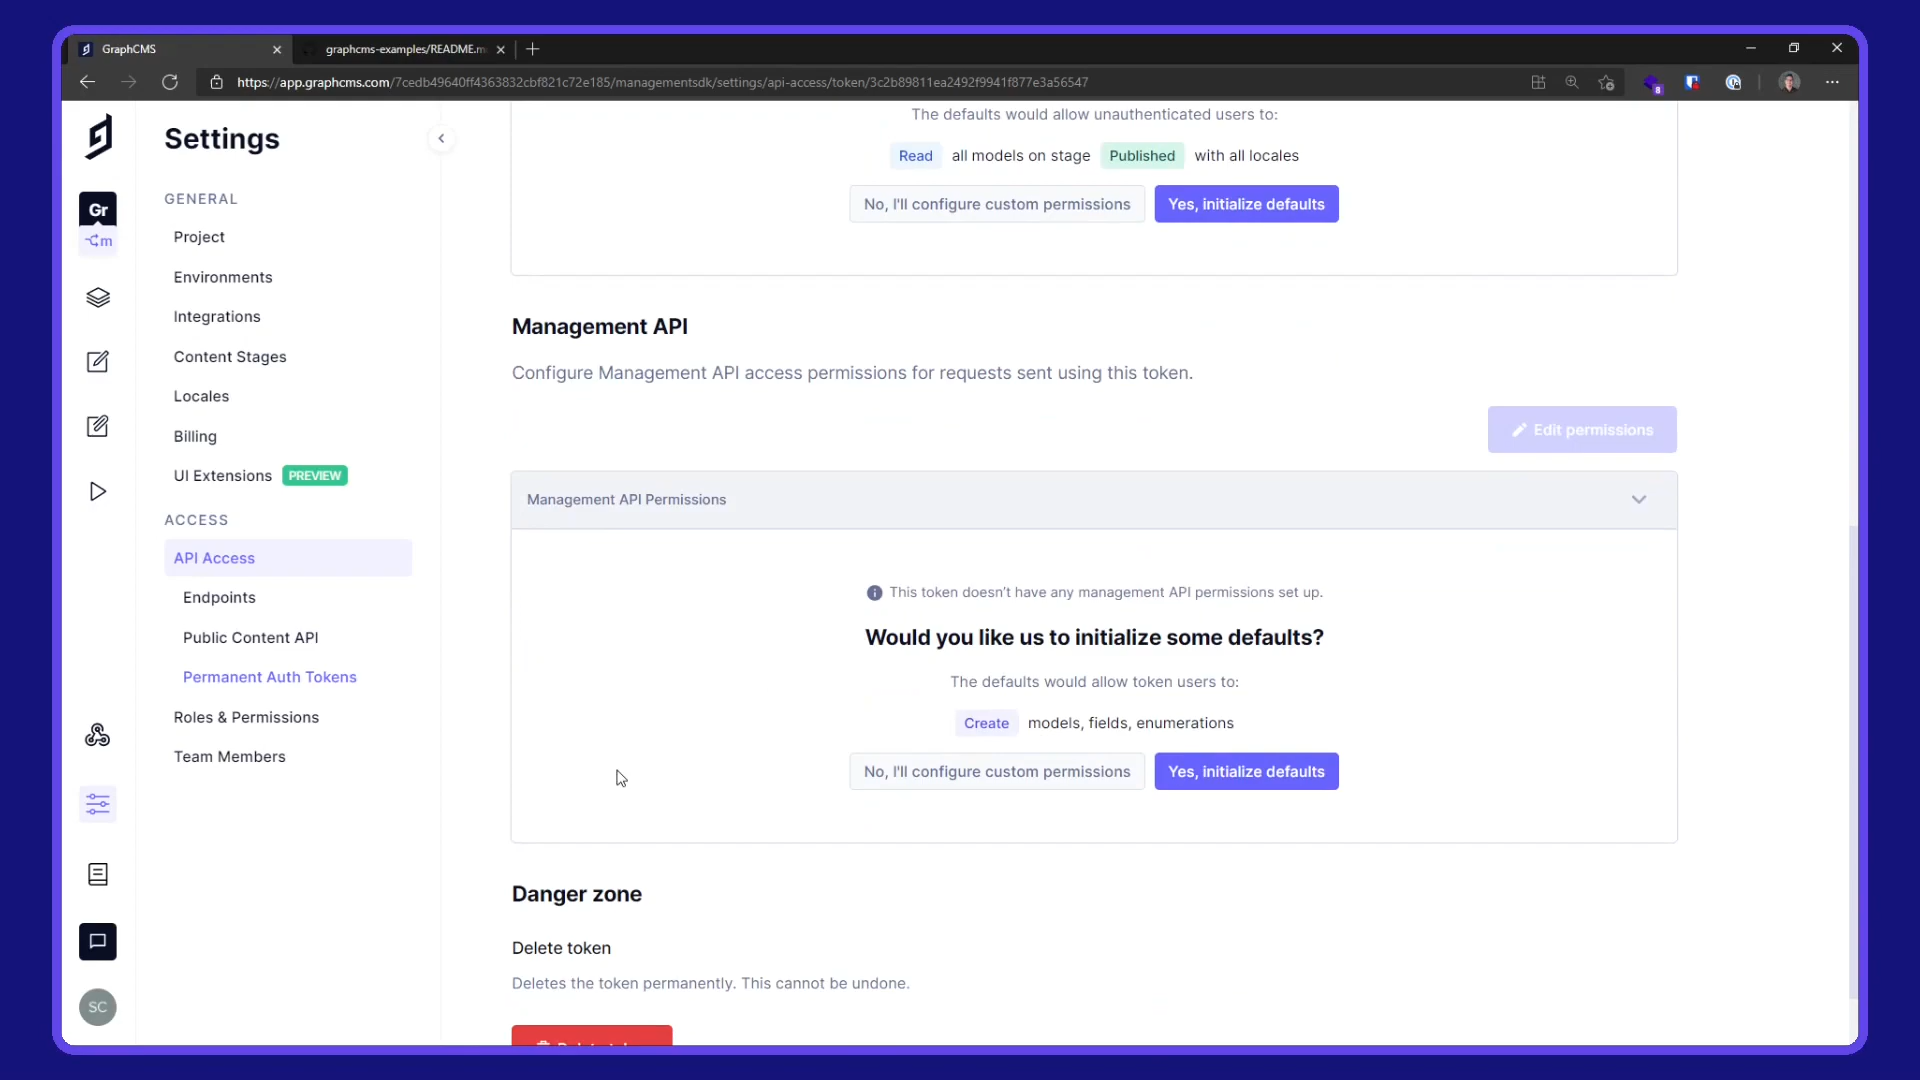 GraphCMS
graphcms-examples/README.m
https://app.graphcms.com/7cedb49640ff4363832cbf821c72e185/managementsdk/settings/api-access/token/3c2b89811ea2492f9941f877e3a56547
8
Settings
Gr
m
GENERAL
Project
Environments
Integrations
Content Stages
Locales
Billing
UI Extensions PREVIEW
ACCESS
API Access
Endpoints
Public Content API
Permanent Auth Tokens
Roles & Permissions
Team Members
SC
The defaults would allow unauthenticated users to:
Read all models on stage Published with all locales
No, I'll configure custom permissions Yes, initialize defaults
Management API
Configure Management API access permissions for requests sent using this token.
Edit permissions
Management API Permissions
This token doesn't have any management API permissions set up.
Would you like us to initialize some defaults?
The defaults would allow token users to:
Create models, fields, enumerations
No, I'll configure custom permissions Yes, initialize defaults
Danger zone
Delete token
Deletes the token permanently. This cannot be undone.